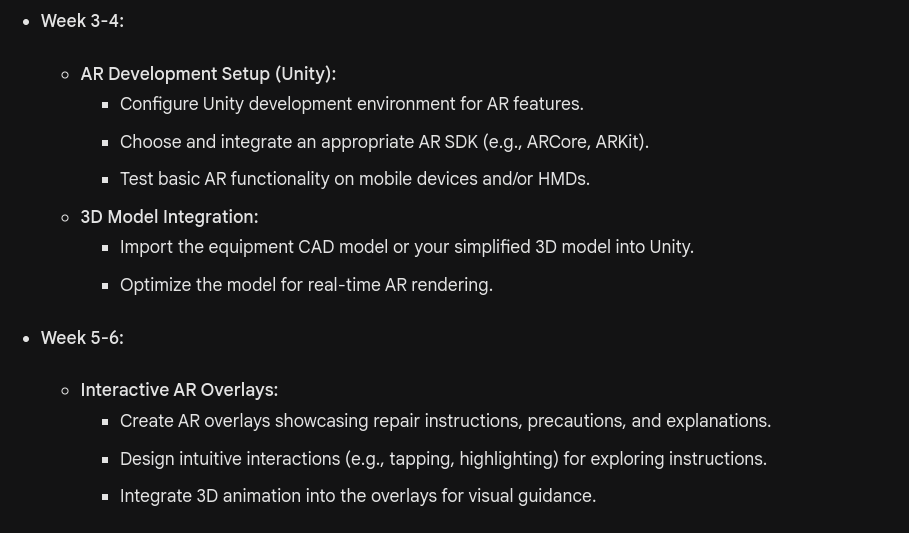 Week 3-4:
AR Development Setup (Unity):
Configure Unity development environment for AR features.
Choose and integrate an appropriate AR SDK (e.g., ARCore, ARKit).
Test basic AR functionality on mobile devices and/or HMDs.
3D Model Integration:
Import the equipment CAD model or your simplified 3D model into Unity.
Optimize the model for real-time AR rendering.
Week 5-6:
Interactive AR Overlays:
Create AR overlays showcasing repair instructions, precautions, and explanations.
Design intuitive interactions (e.g., tapping, highlighting) for exploring instructions.
Integrate 3D animation into the overlays for visual guidance.